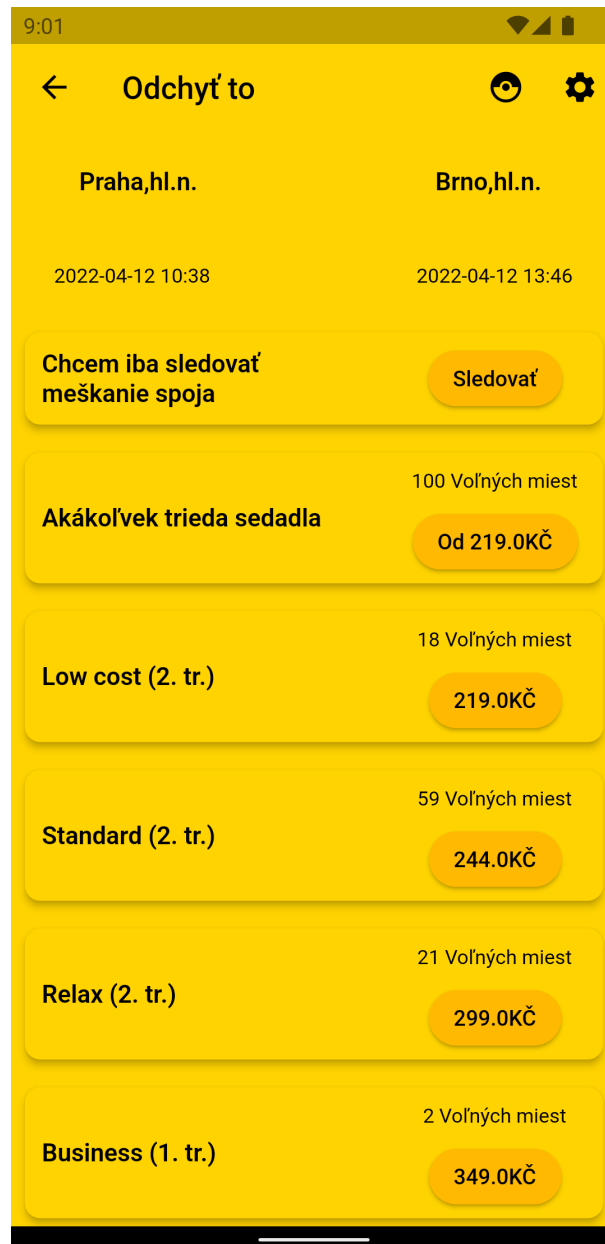 9:01
Odchyť to
Praha,hl.n.
Brno,hl.n.
2022-04-12 10:38
2022-04-12 13:46
Chcem iba sledovať
meškanie spoja
Sledovať
100 Voľných miest
Akákoľvek trieda sedadla
Od 219.0KČ
18 Voľných miest
Low cost (2. tr.)
219.0KČ
59 Voľných miest
Standard (2. tr.)
244.0KČ
21 Voľných miest
Relax (2. tr.)
299.0KČ
2 Voľných miest
Business (1. tr.)
349.0KČ